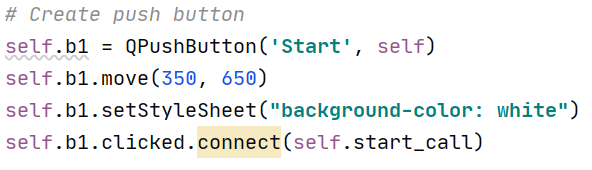 # Create push button
self.b1 = QPushButton('Start', self)
self.b1.move(350, 650)
self.b1.setStyleSheet("background-color: white")
self.b1.clicked.connect(self.start_call)